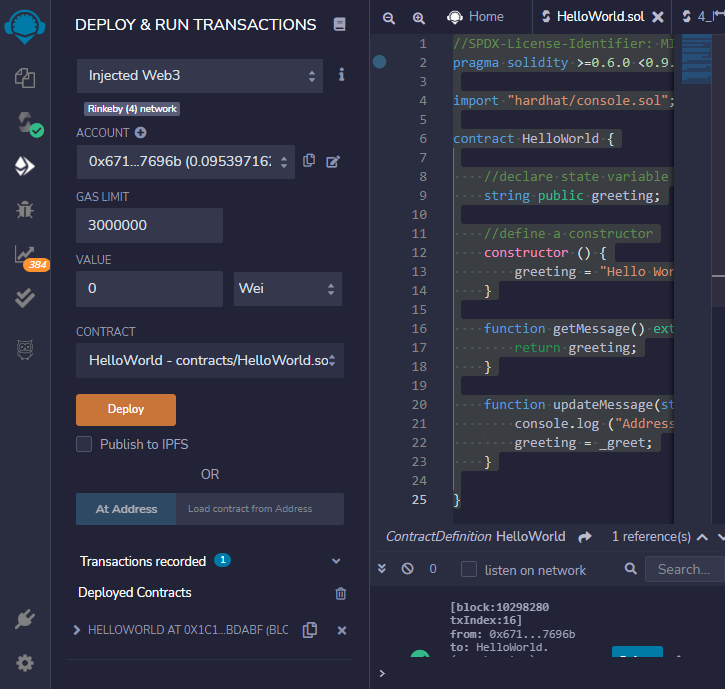 DEPLOY & RUN TRANSACTIONS
Injected Web3
Rinkeby (4) network
ACCOUNT
0x671...7696b (0.095397162
GAS LIMIT
3000000
VALUE
0
Wei
CONTRACT
HelloWorld - contracts/HelloWorld.so
Deploy
Publish to IPFS
OR
At Address
Load contract from Address
Transactions recorded 1
Deployed Contracts
HELLOWORLD AT 0X1C1...BDABF (BLO
384
Home
HelloWorld.sol
4_
1 //SPDX-License-Identifier: MI
2 pragma solidity >=0.6.0 <0.9.
3
4 import "hardhat/console.sol";
5
6 contract HelloWorld {
7
8 //declare state variable
9 string public greeting;
10
11 //define a constructor
12 constructor () {
13 greeting = "Hello Wor
14 }
15
16 function getMessage() ext
17 return greeting;
18 }
19
20 function updateMessage(st
21 console.log ("Address
22 greeting = _greet;
23 }
24
25 }
ContractDefinition HelloWorld
1 reference(s)
0
listen on network
Search...
[block:10298280
txIndex:16]
from: 0x671...7696b
to: HelloWorld.
>